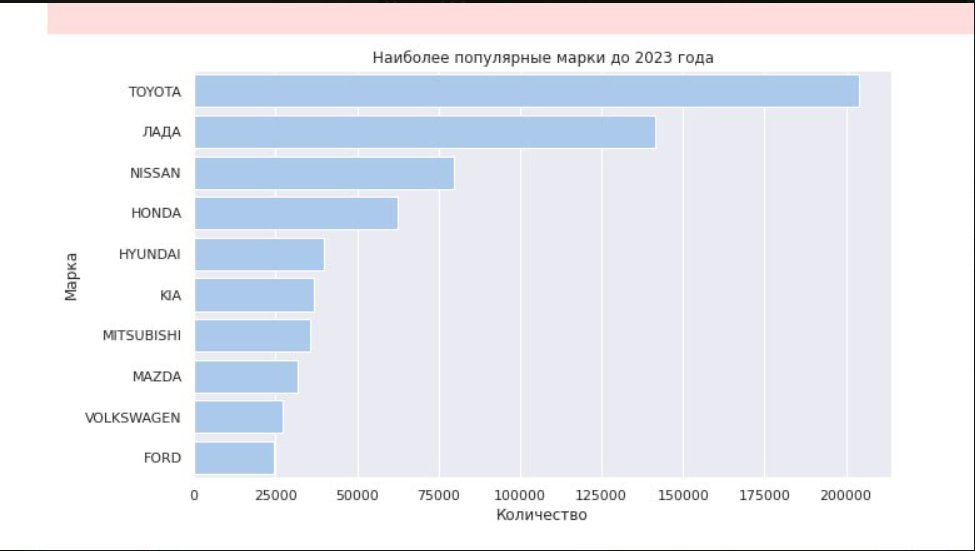 Наиболее популярные марки до 2023 года
TOYOTA
ЛАДА
NISSAN
HONDA
HYUNDAI
KIA
MITSUBISHI
MAZDA
VOLKSWAGEN
FORD
Марка
0 25000 50000 75000 100000 125000 150000 175000 200000
Количество